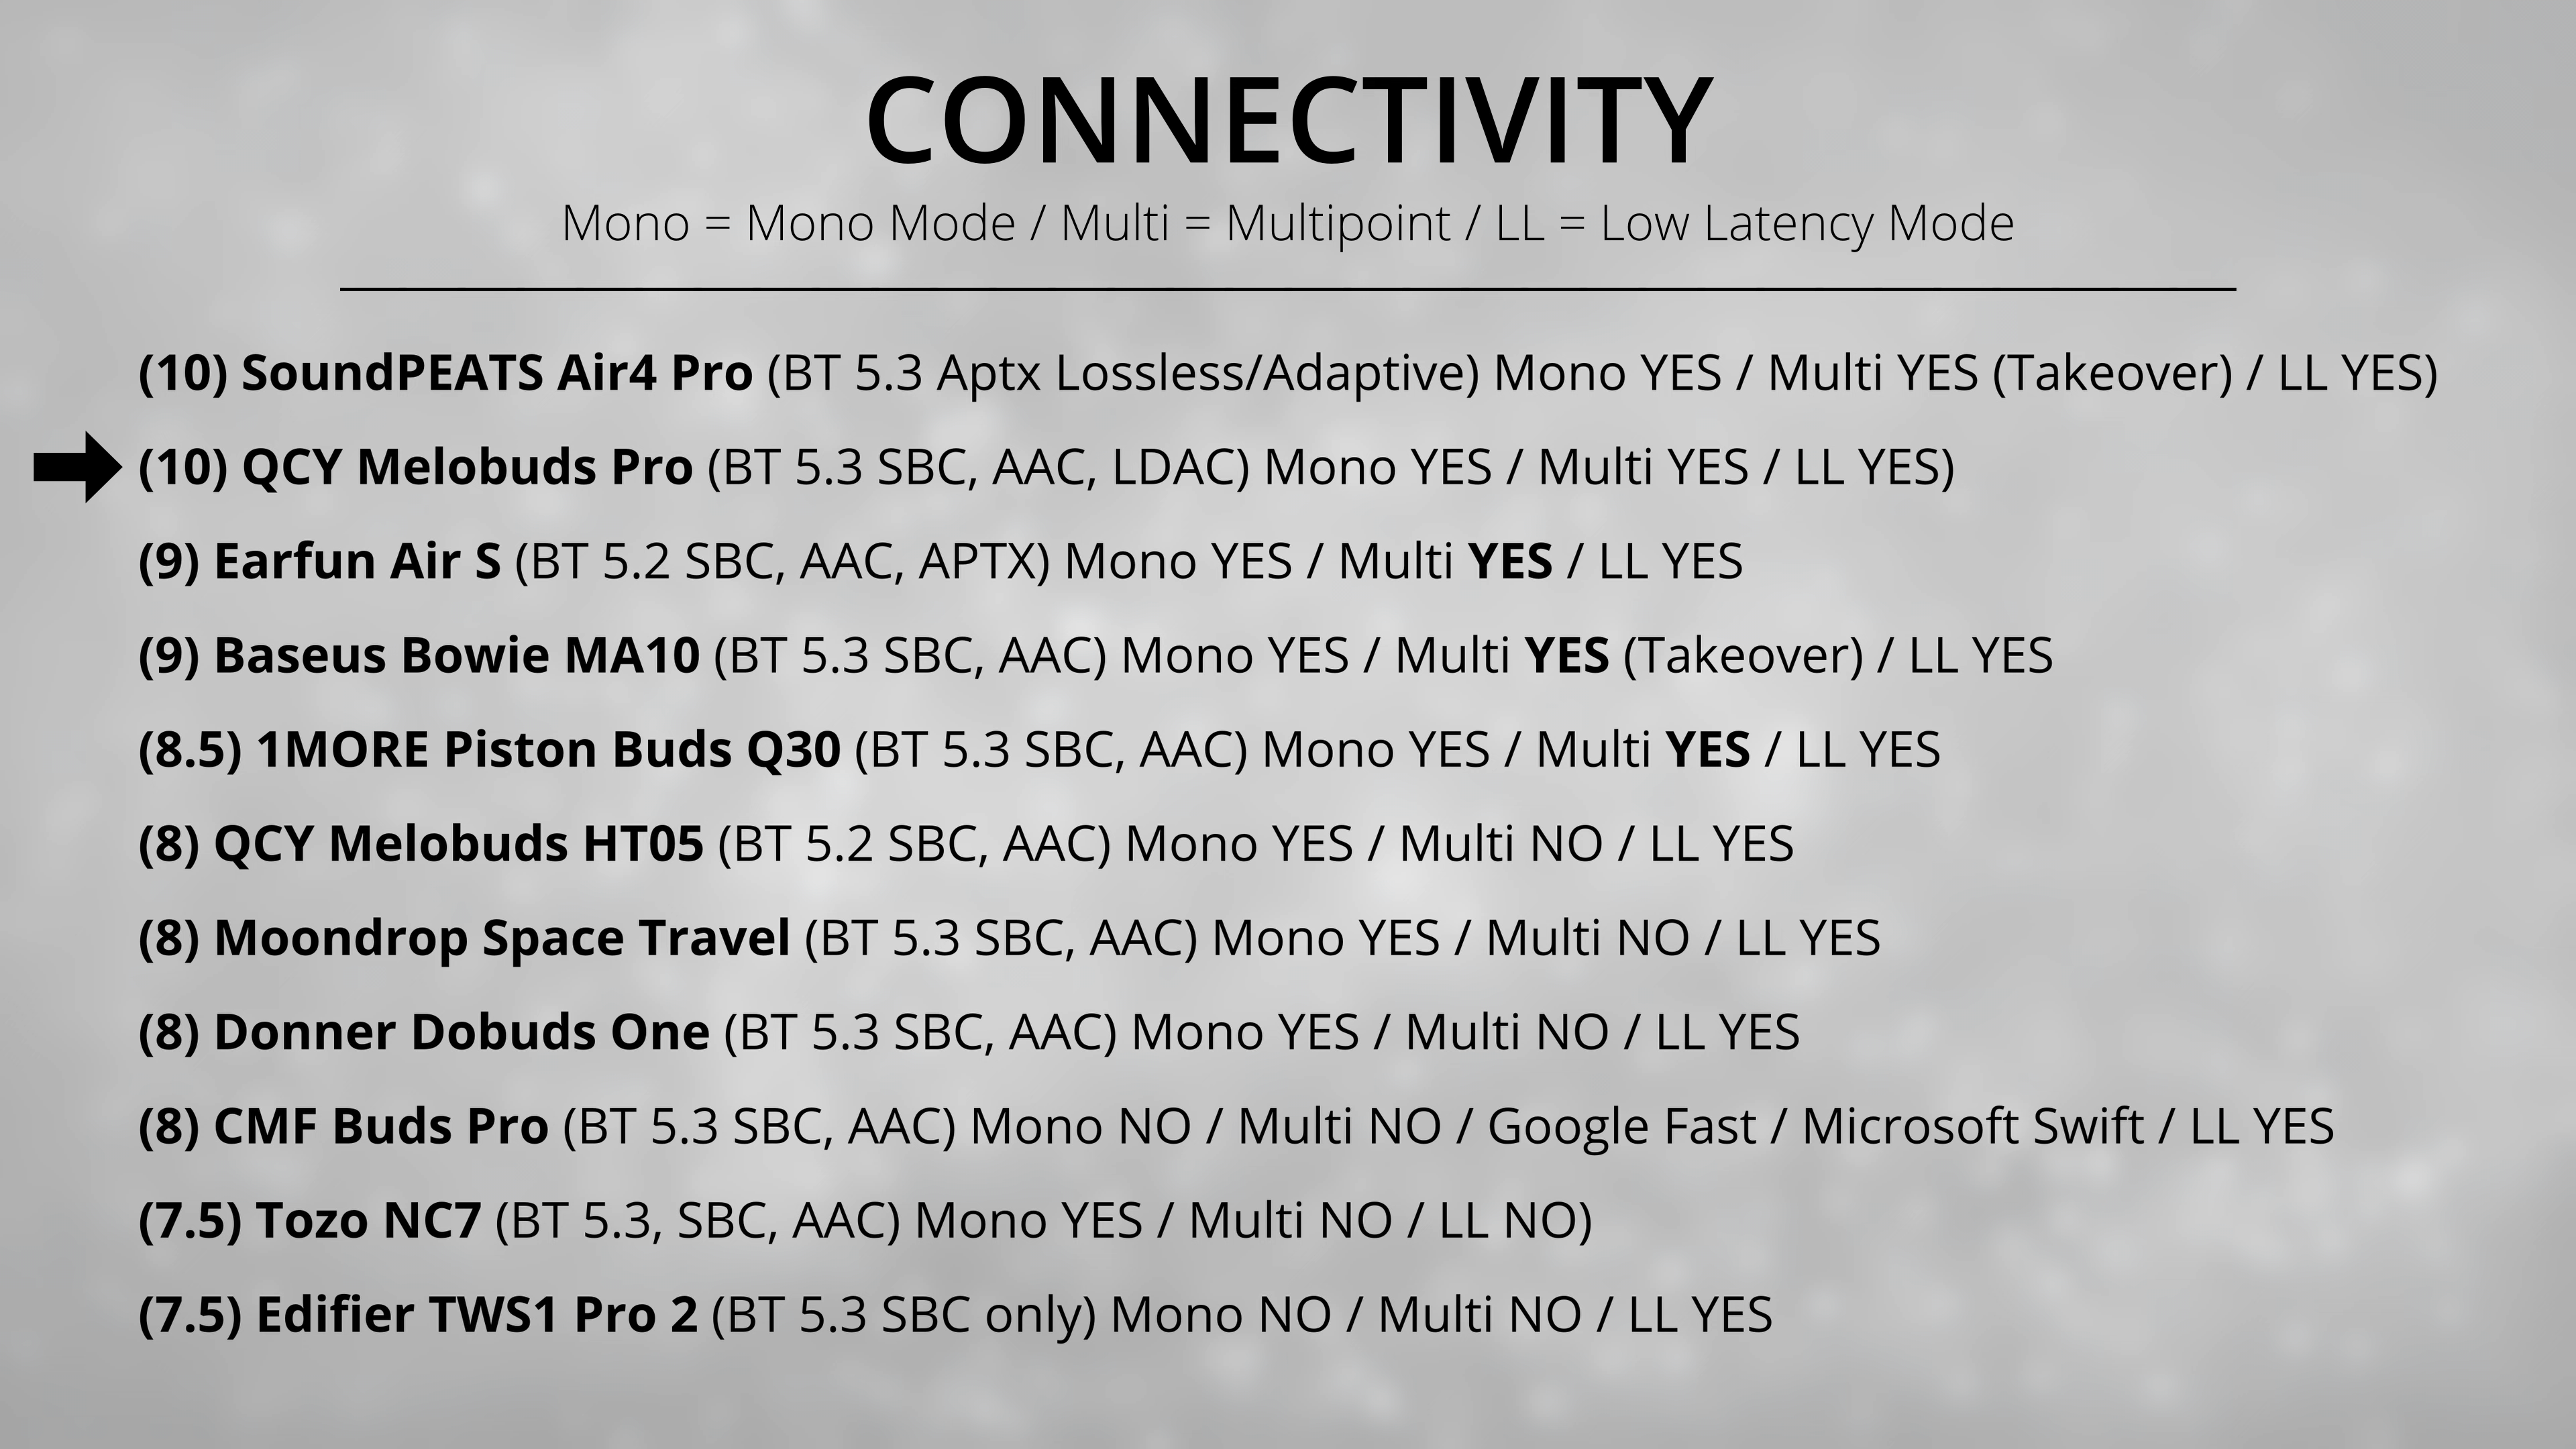 CONNECTIVITY
Mono = Mono Mode / Multi = Multipoint / LL = Low Latency Mode
(10) SoundPEATS Air4 Pro (BT 5.3 Aptx Lossless/Adaptive) Mono YES / Multi YES (Takeover) / LL YES)
(10) QCY Melobuds Pro (BT 5.3 SBC, AAC, LDAC) Mono YES / Multi YES / LL YES)
(9) Earfun Air S (BT 5.2 SBC, AAC, APTX) Mono YES / Multi YES / LL YES
(9) Baseus Bowie MA10 (BT 5.3 SBC, AAC) Mono YES / Multi YES (Takeover) / LL YES
(8.5) 1MORE Piston Buds Q30 (BT 5.3 SBC, AAC) Mono YES / Multi YES / LL YES
(8) QCY Melobuds HT05 (BT 5.2 SBC, AAC) Mono YES / Multi NO / LL YES
(8) Moondrop Space Travel (BT 5.3 SBC, AAC) Mono YES / Multi NO / LL YES
(8) Donner Dobuds One (BT 5.3 SBC, AAC) Mono YES / Multi NO / LL YES
(8) CMF Buds Pro (BT 5.3 SBC, AAC) Mono NO / Multi NO / Google Fast / Microsoft Swift / LL YES
(7.5) Tozo NC7 (BT 5.3, SBC, AAC) Mono YES / Multi NO / LL NO)
(7.5) Edifier TWS1 Pro 2 (BT 5.3 SBC only) Mono NO / Multi NO / LL YES